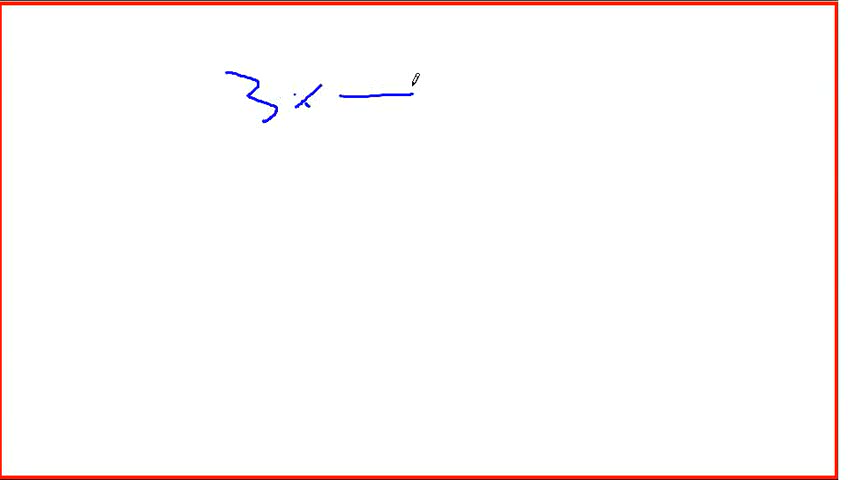 3x —